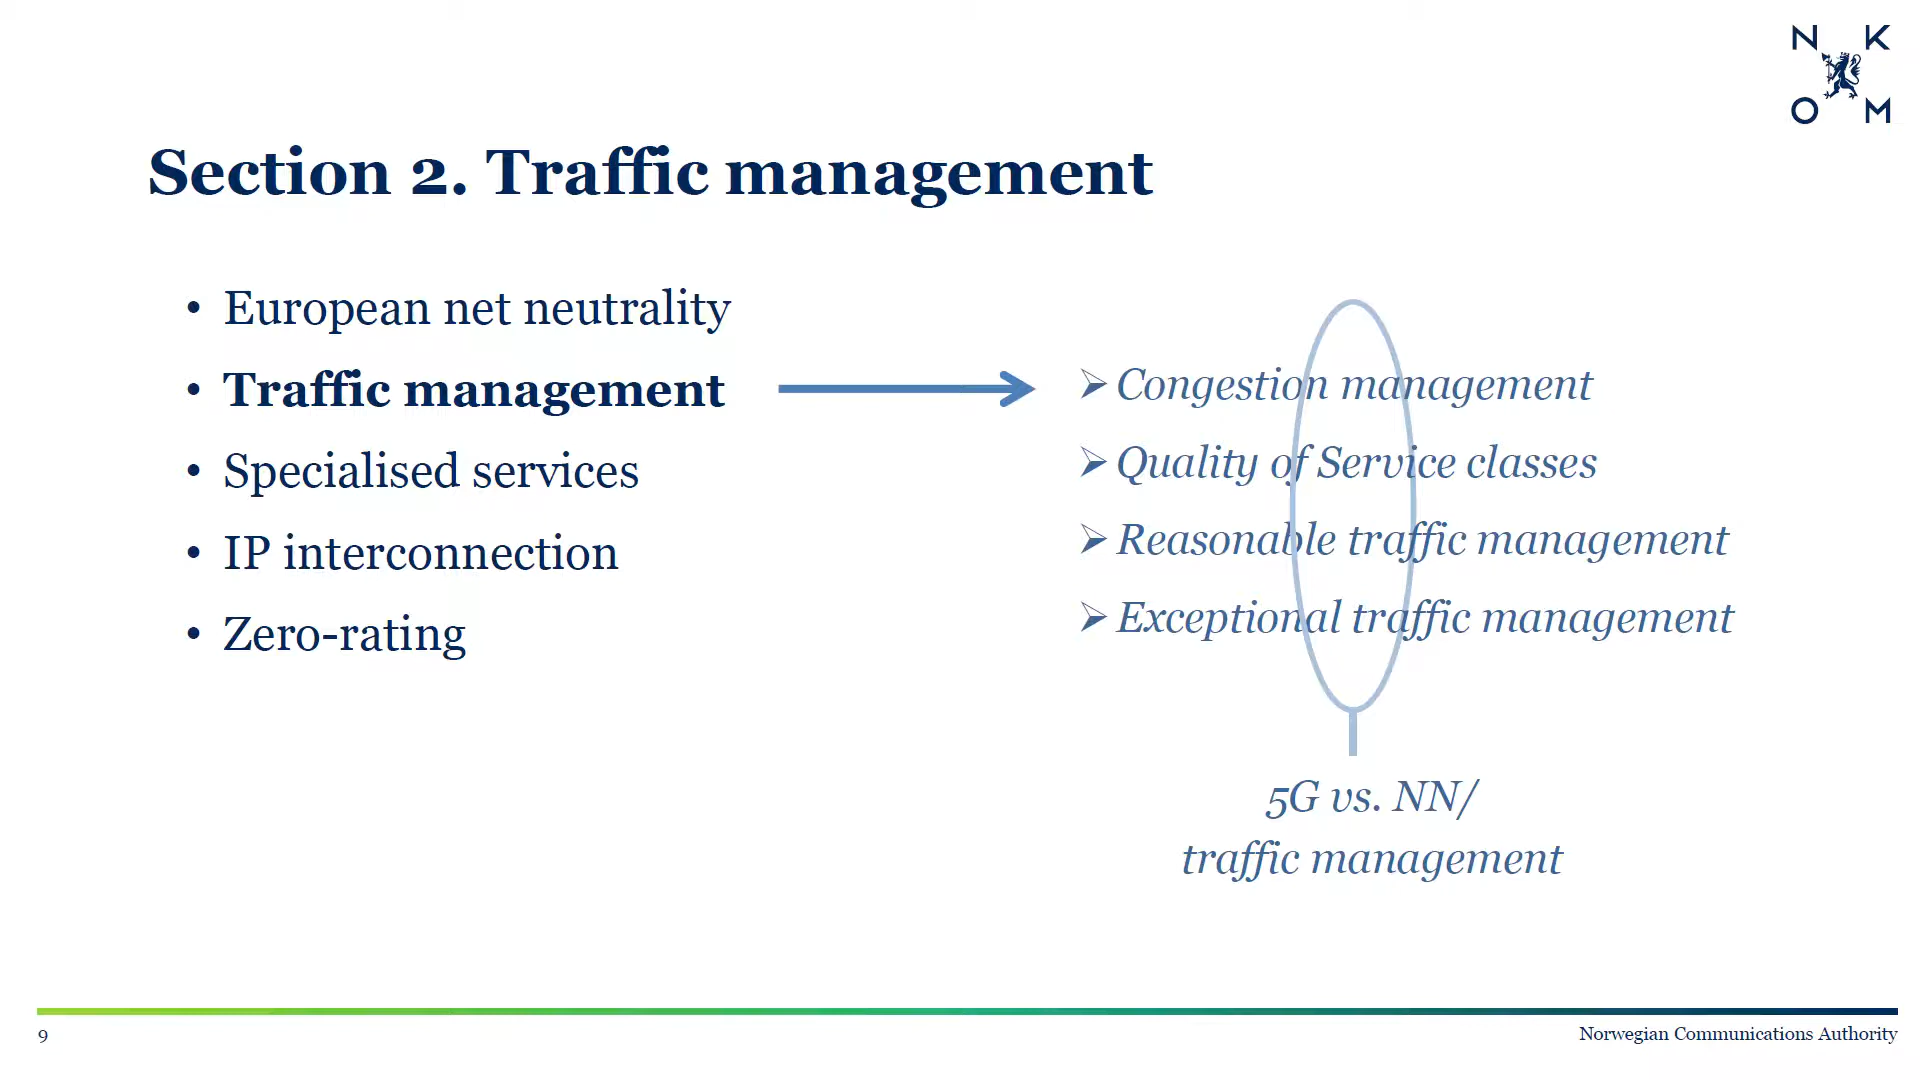 N K
O M
Section 2. Traffic management
• European net neutrality
• Traffic management
• Specialised services
• IP interconnection
• Zero-rating
➢ Congestion management
➢ Quality of Service classes
➢ Reasonable traffic management
➢ Exceptional traffic management
5G vs. NN/
traffic management
9
Norwegian Communications Authority